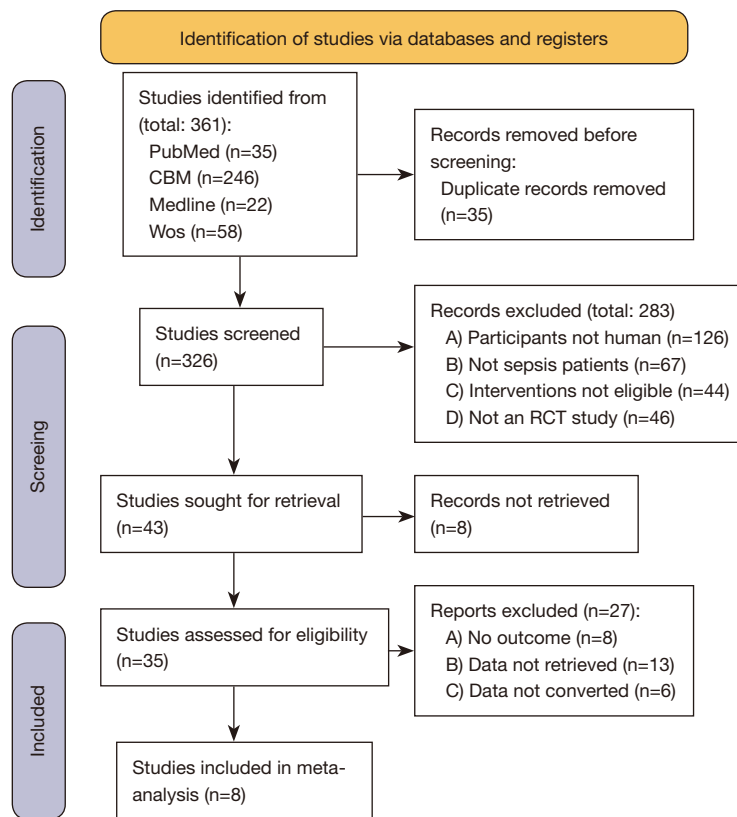 Identification of studies via databases and registers
Identification
Studies identified from
(total: 361):
PubMed (n=35)
CBM (n=246)
Medline (n=22)
Wos (n=58)
Records removed before
screening:
Duplicate records removed
(n=35)
Screeing
Studies screened
(n=326)
Records excluded (total: 283)
A) Participants not human (n=126)
B) Not sepsis patients (n=67)
C) Interventions not eligible (n=44)
D) Not an RCT study (n=46)
Studies sought for retrieval
(n=43)
Records not retrieved
(n=8)
Included
Studies assessed for eligibility
(n=35)
Reports excluded (n=27):
A) No outcome (n=8)
B) Data not retrieved (n=13)
C) Data not converted (n=6)
Studies included in meta-
analysis (n=8)